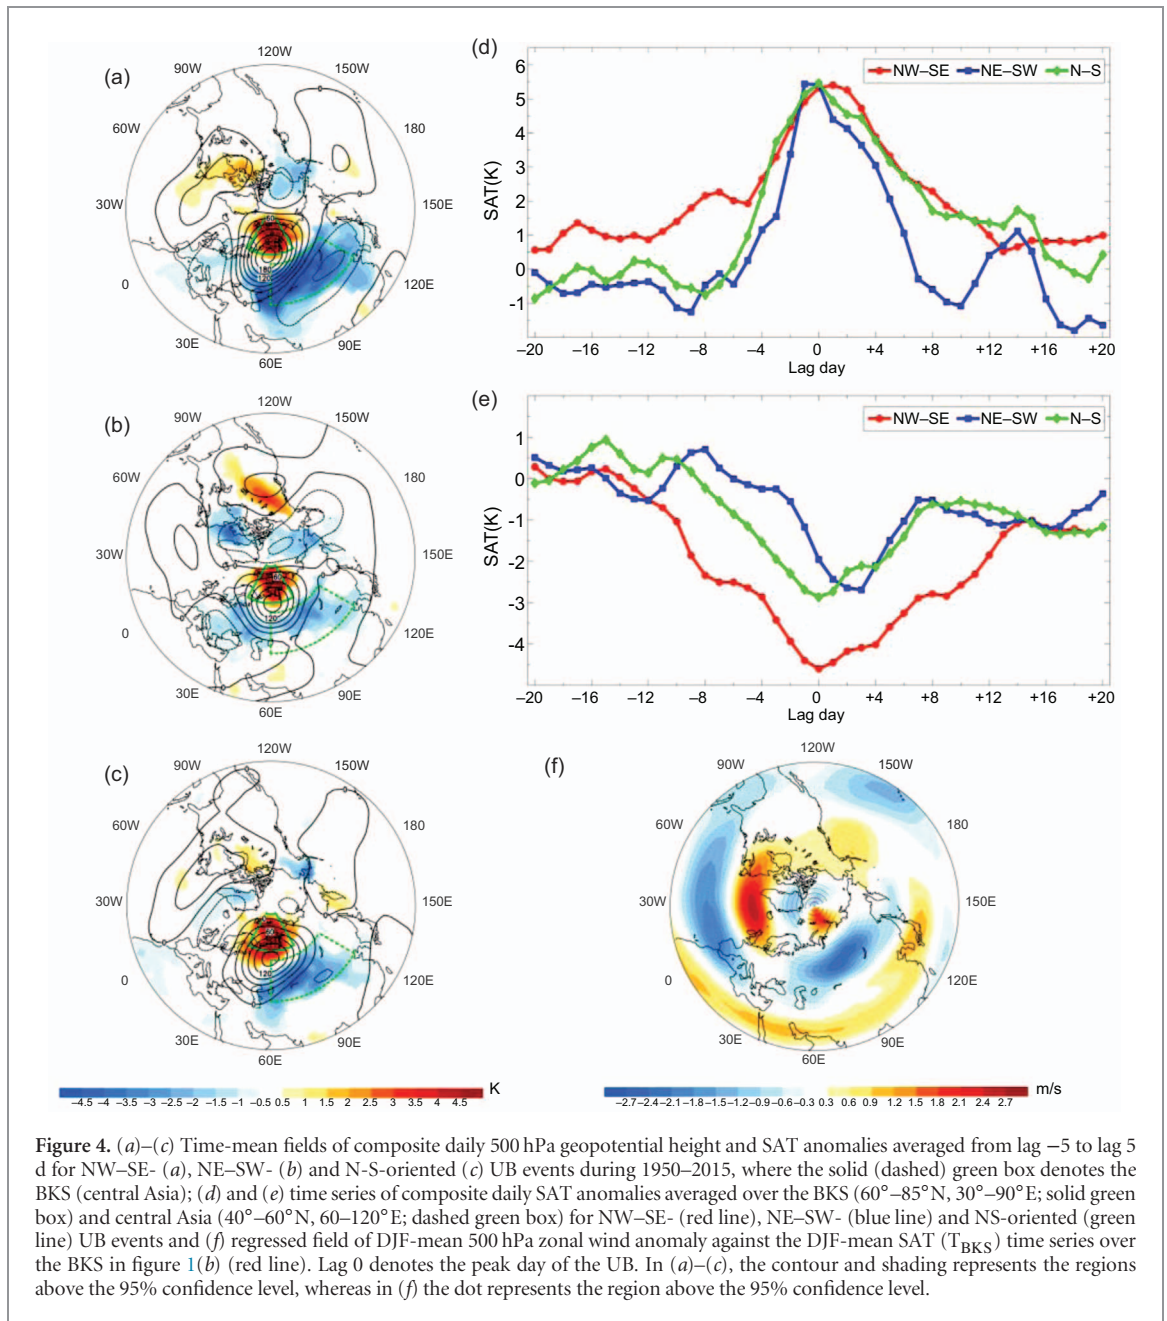 (a)
120W
90W
150W
60W
180
30W
150E
0
120E
30E
90E
60E
60
180
120
(b)
120W
90W
150W
60W
180
30W
150E
0
120E
30E
90E
60E
60
120
(c)
120W
90W
150W
60W
180
30W
150E
0
120E
30E
90E
60E
60
120
−4.5 −4 −3.5 −3 −2.5 −2 −1.5 −1 −0.5 0.5 1 1.5 2 2.5 3 3.5 4 4.5 K
(d)
NW–SE NE–SW N–S
SAT(K)
6
5
4
3
2
1
0
-1
−20 −16 −12 −8 −4 0 +4 +8 +12 +16 +20
Lag day
(e)
NW–SE NE–SW N–S
SAT(K)
1
0
-1
-2
-3
-4
−20 −16 −12 −8 −4 0 +4 +8 +12 +16 +20
Lag day
(f)
90W
150W
60W
180
30W
150E
0
120E
30E
90E
60E
−2.7 −2.4 −2.1 −1.8 −1.5 −1.2 −0.9 −0.6 −0.3 0.3 0.6 0.9 1.2 1.5 1.8 2.1 2.4 2.7 m/s
Figure 4. (a)–(c) Time-mean fields of composite daily 500 hPa geopotential height and SAT anomalies averaged from lag −5 to lag 5
d for NW–SE- (a), NE–SW- (b) and N-S-oriented (c) UB events during 1950–2015, where the solid (dashed) green box denotes the
BKS (central Asia); (d) and (e) time series of composite daily SAT anomalies averaged over the BKS (60°–85°N, 30°–90°E; solid green
box) and central Asia (40°–60°N, 60–120°E; dashed green box) for NW–SE- (red line), NE–SW- (blue line) and NS-oriented (green
line) UB events and (f) regressed field of DJF-mean 500 hPa zonal wind anomaly against the DJF-mean SAT (T_BKS) time series over
the BKS in figure 1(b) (red line). Lag 0 denotes the peak day of the UB. In (a)–(c), the contour and shading represents the regions
above the 95% confidence level, whereas in (f) the dot represents the region above the 95% confidence level.